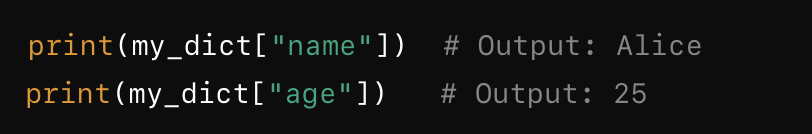 print(my_dict["name"])  # Output: Alice
print(my_dict["age"])   # Output: 25